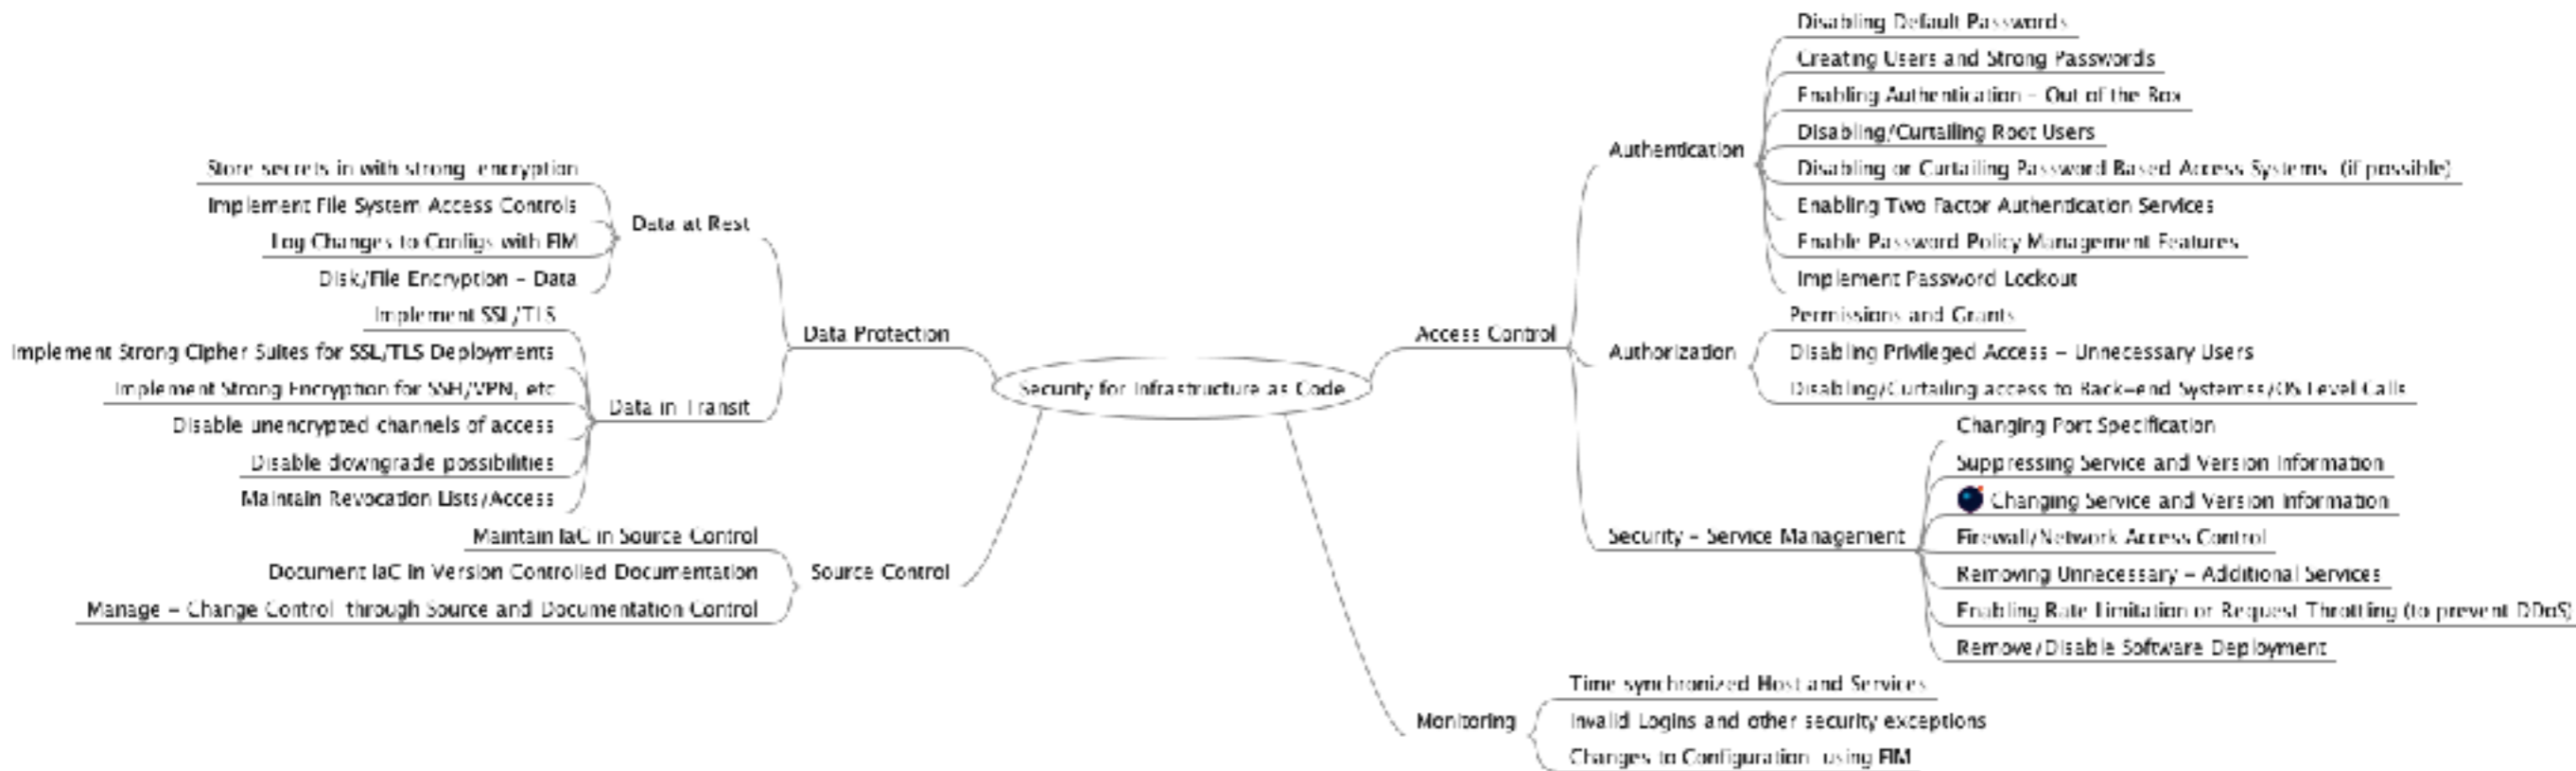 Security for Infrastructure as Code
Data Protection
Data at Rest
Store secrets in with strong encryption
Implement File System Access Controls
Log Changes to Configs with FIM
Disk/File Encryption - Data
Data in Transit
Implement SSL/TLS
Implement Strong Cipher Suites for SSL/TLS Deployments
Implement Strong Encryption for SSH/VPN, etc
Disable unencrypted channels of access
Disable downgrade possibilities
Maintain Revocation Lists/Access
Source Control
Maintain IaC in Source Control
Document IaC in Version Controlled Documentation
Manage - Change Control through Source and Documentation Control
Access Control
Authentication
Disabling Default Passwords
Creating Users and Strong Passwords
Enabling Authentication - Out of the Box
Disabling/Curtailing Root Users
Disabling or Curtailing Password Based Access Systems (if possible)
Enabling Two Factor Authentication Services
Enable Password Policy Management Features
Implement Password Lockout
Authorization
Permissions and Grants
Disabling Privileged Access - Unnecessary Users
Disabling/Curtailing access to Back-end Systemss/OS Level Calls
Security - Service Management
Changing Port Specification
Suppressing Service and Version Information
Changing Service and Version Information
Firewall/Network Access Control
Removing Unnecessary - Additional Services
Enabling Rate Limitation or Request Throttling (to prevent DDoS)
Remove/Disable Software Deployment
Monitoring
Time synchronized Host and Services
Invalid Logins and other security exceptions
Changes to Configuration using FIM